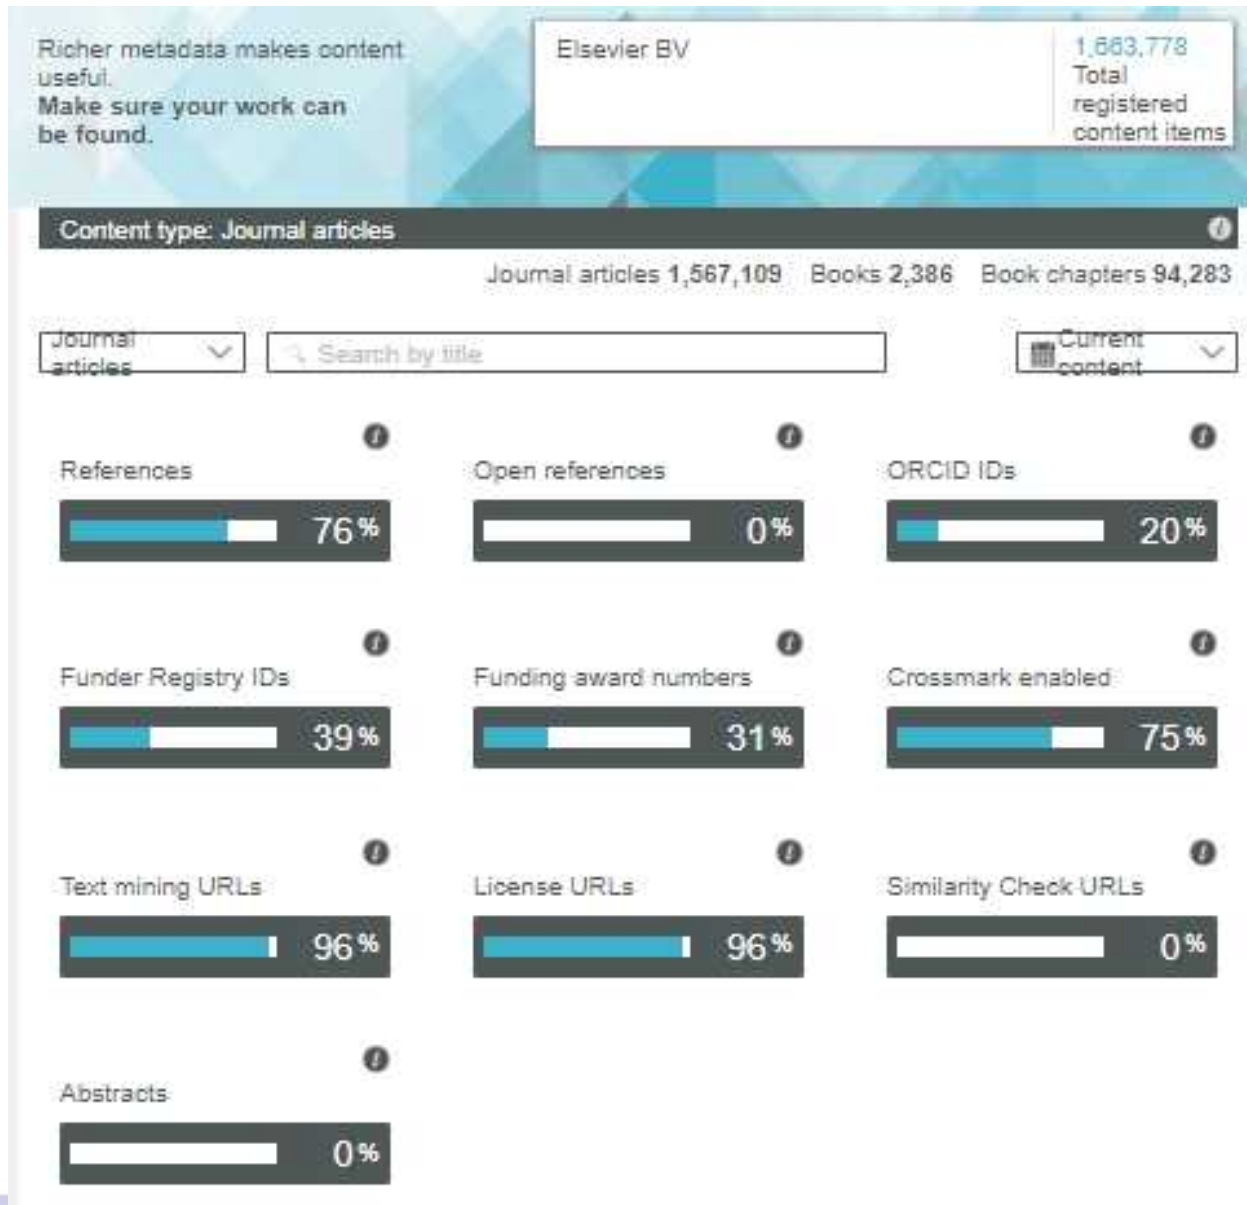 Richer metadata makes content
useful.
Make sure your work can
be found.
Elsevier BV
1,663,778
Total
registered
content items
Content type: Journal articles
Journal articles 1,567,109 Books 2,386 Book chapters 94,283
Journal
articles
Search by title
Current
content
References
76%
Open references
0%
ORCID IDs
20%
Funder Registry IDs
39%
Funding award numbers
31%
Crossmark enabled
75%
Text mining URLs
96%
License URLs
96%
Similarity Check URLs
0%
Abstracts
0%